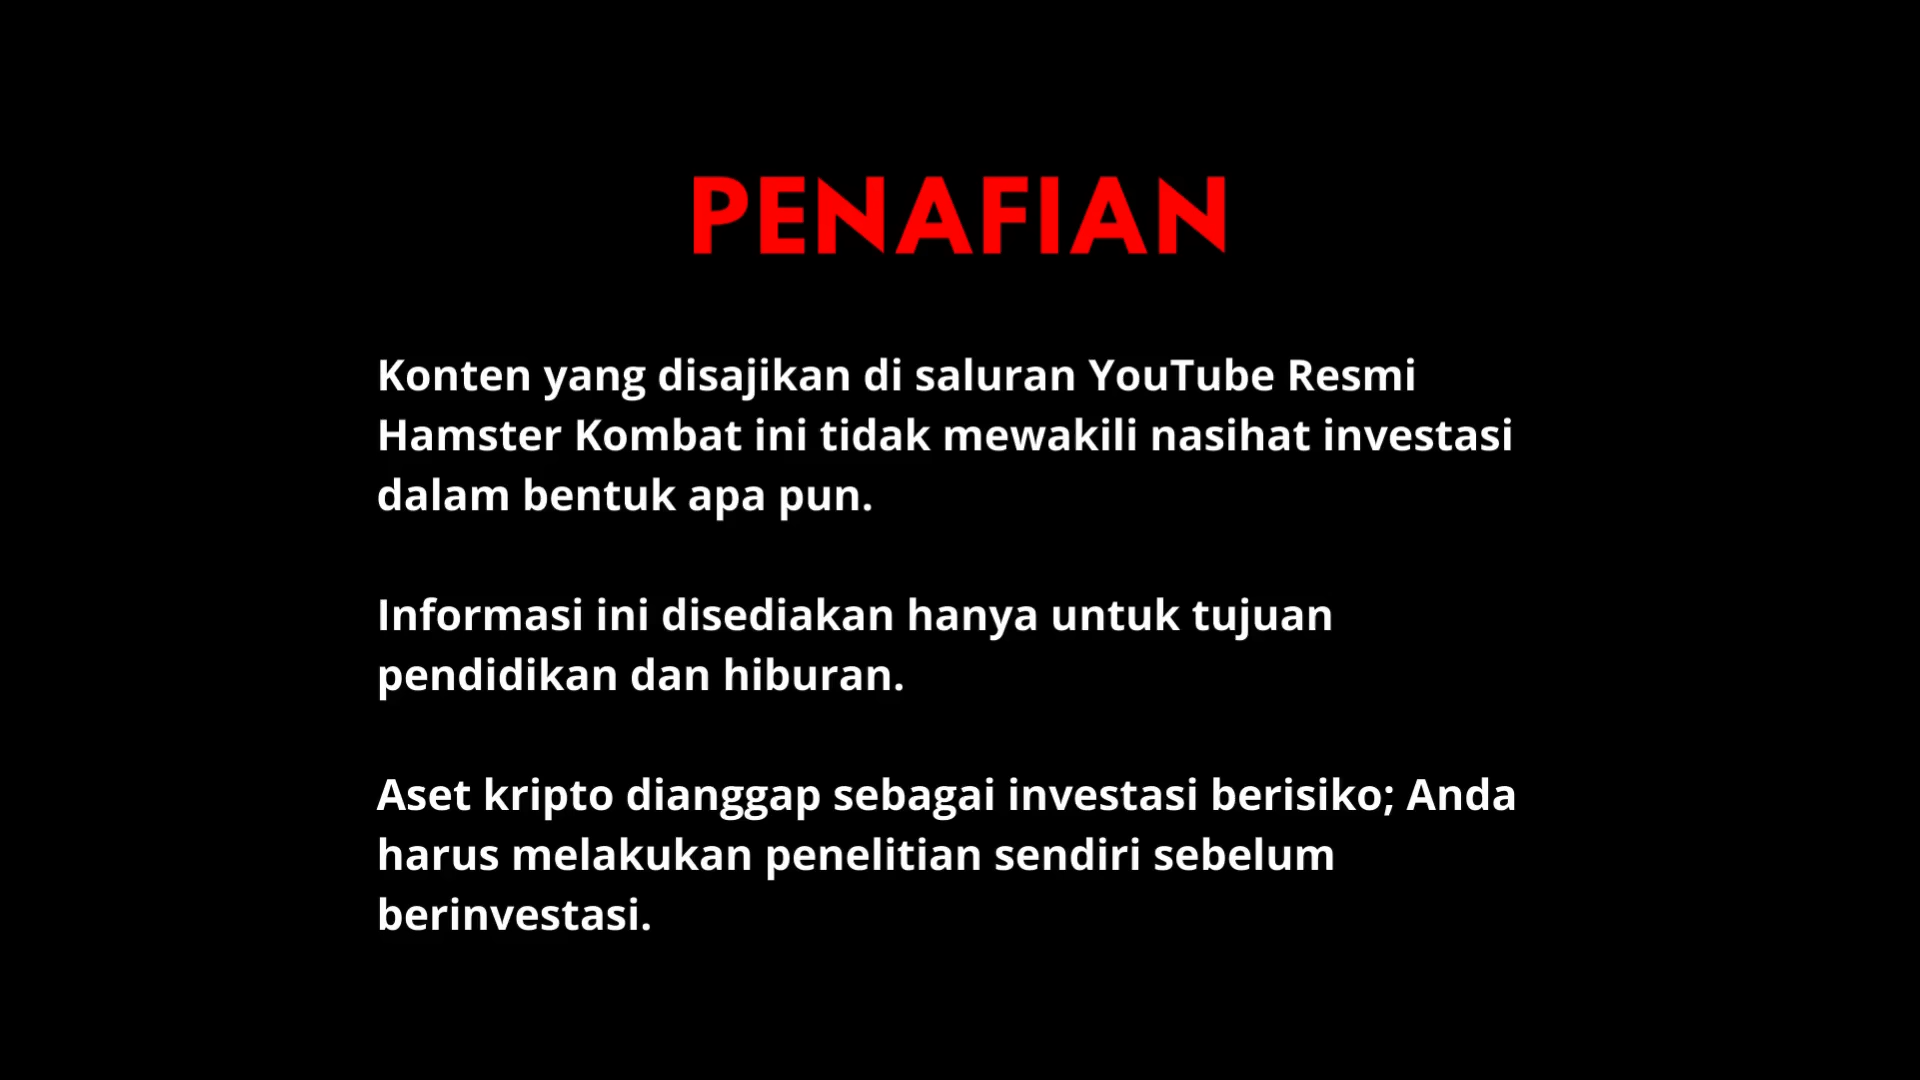 PENAFIAN
Konten yang disajikan di saluran YouTube Resmi
Hamster Kombat ini tidak mewakili nasihat investasi
dalam bentuk apa pun.
Informasi ini disediakan hanya untuk tujuan
pendidikan dan hiburan.
Aset kripto dianggap sebagai investasi berisiko; Anda
harus melakukan penelitian sendiri sebelum
berinvestasi.